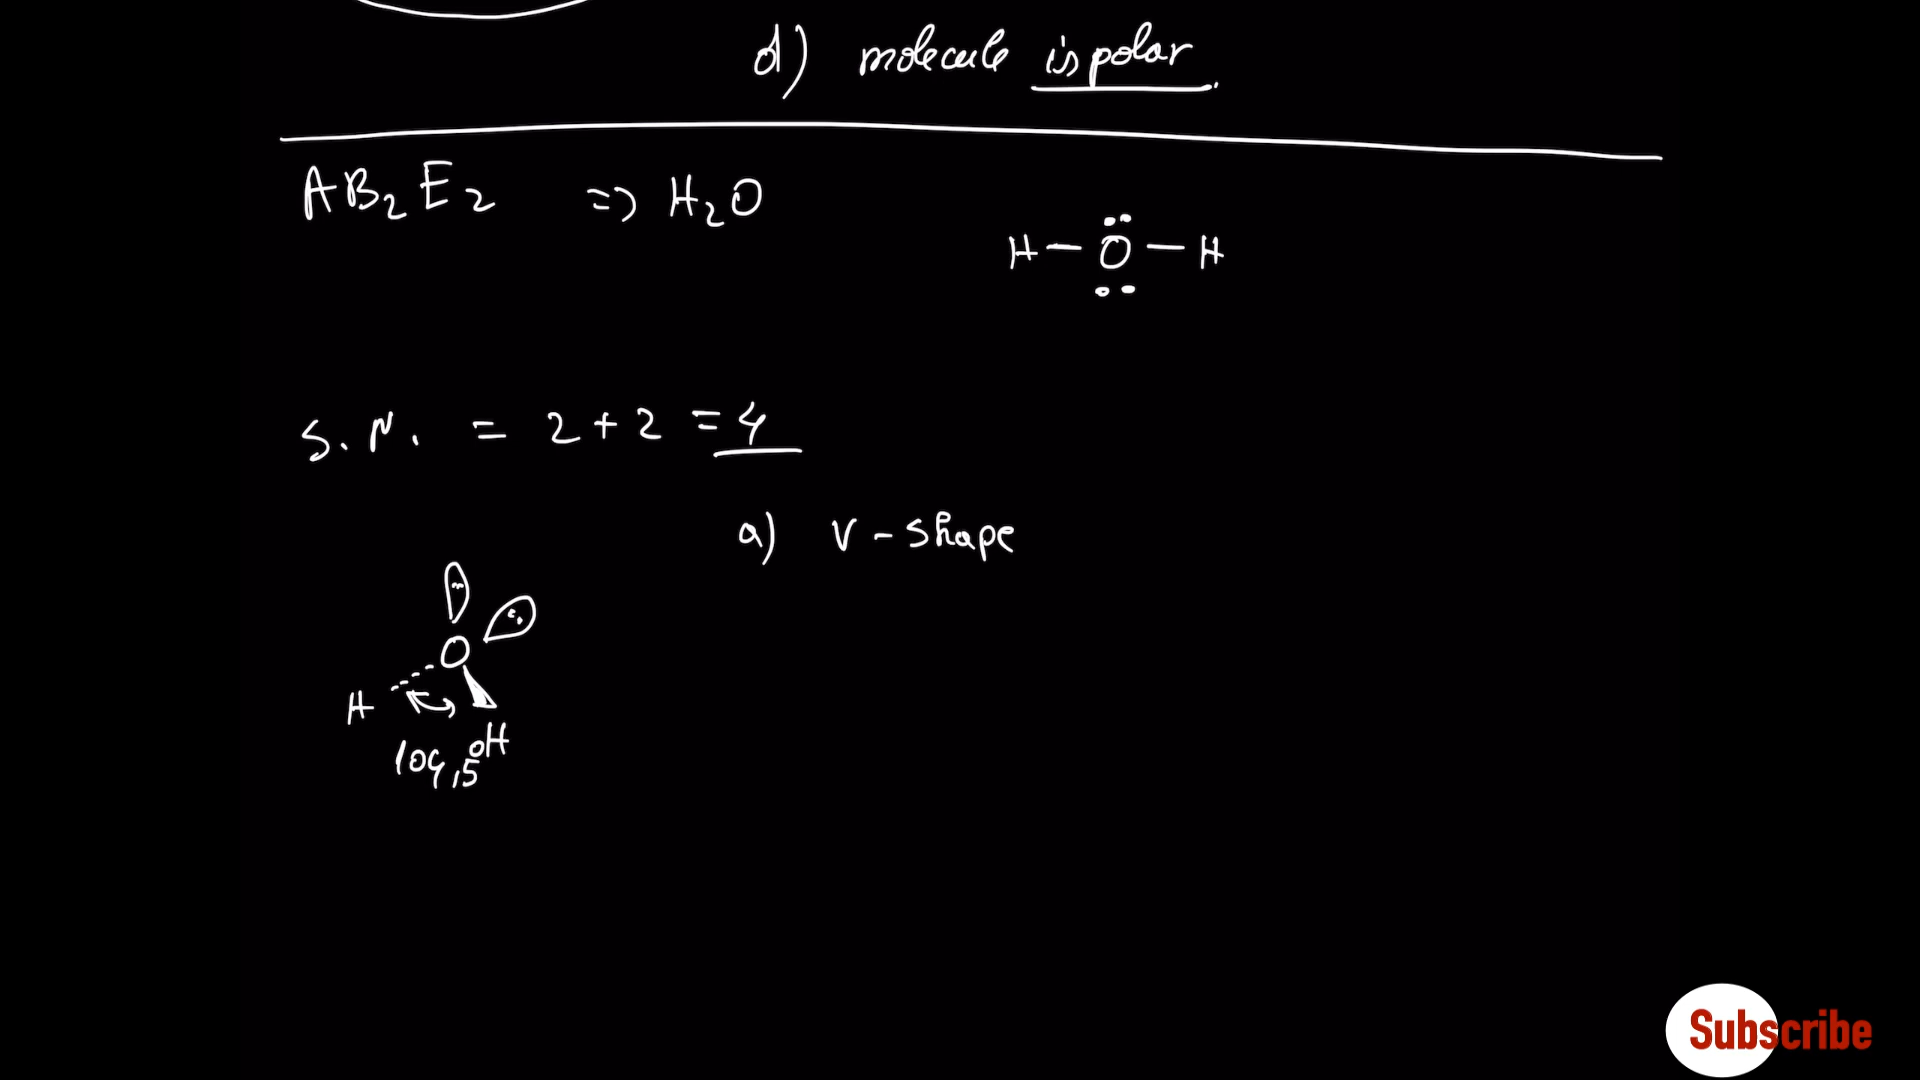 d) molecule is polar.
AB₂E₂ => H₂O
H – O – H
S.N. = 2 + 2 = 4
a) V - shape
O
H
H
104,5°
Subscribe